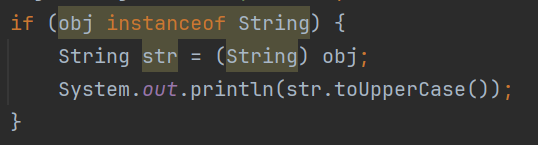 if (obj instanceof String) {
    String str = (String) obj;
    System.out.println(str.toUpperCase());
}